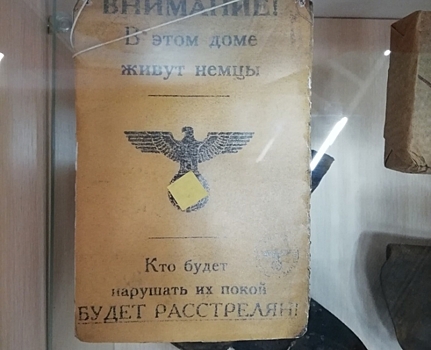 ВНИМАНИЕ!
В этом доме
живут немцы
Кто будет
нарушать их покой
БУДЕТ РАССТРЕЛЯН!